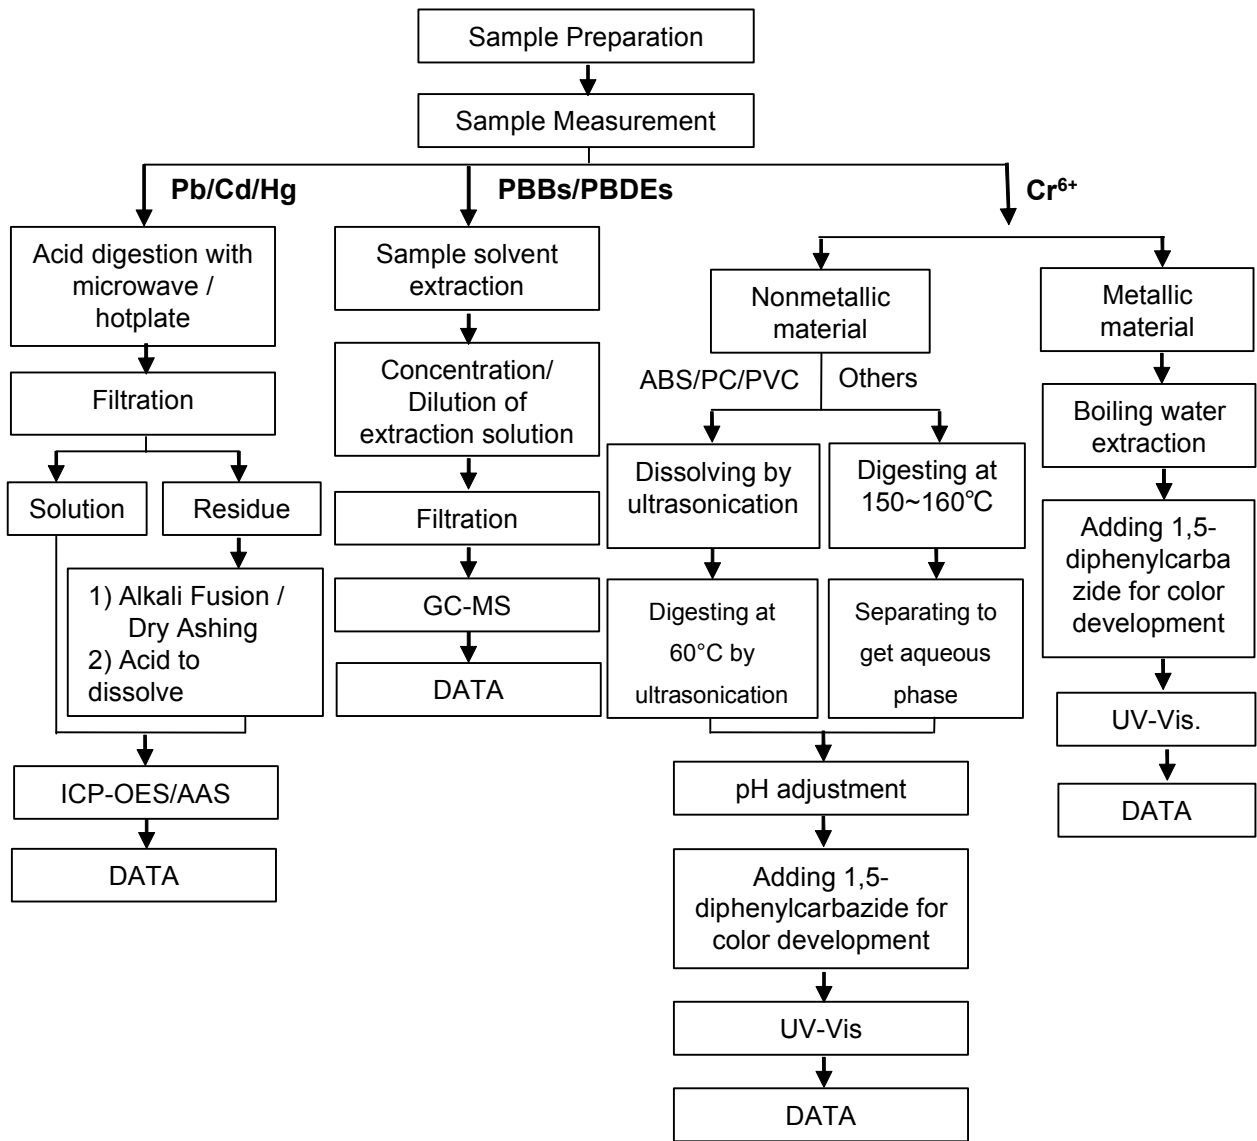 Sample Preparation
Sample Measurement
Pb/Cd/Hg
Acid digestion with
microwave /
hotplate
Filtration
Solution
Residue
1) Alkali Fusion /
Dry Ashing
2) Acid to
dissolve
ICP-OES/AAS
DATA
PBBs/PBDEs
Sample solvent
extraction
Concentration/
Dilution of
extraction solution
Filtration
GC-MS
DATA
Cr⁶⁺
Nonmetallic
material
ABS/PC/PVC
Others
Dissolving by
ultrasonication
Digesting at
60°C by
ultrasonication
Digesting at
150~160℃
Separating to
get aqueous
phase
pH adjustment
Adding 1,5-
diphenylcarbazide for
color development
UV-Vis
DATA
Metallic
material
Boiling water
extraction
Adding 1,5-
diphenylcarba
zide for color
development
UV-Vis.
DATA